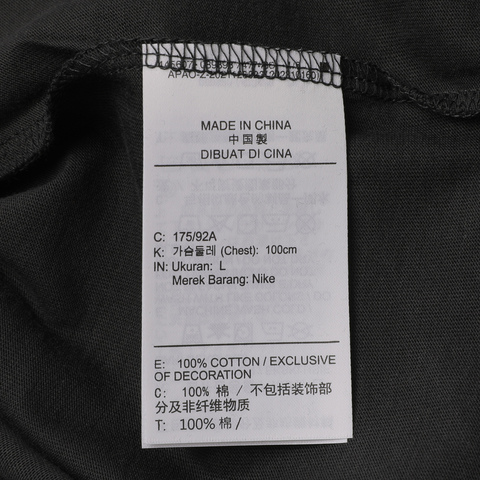 MADE IN CHINA
中国製
DIBUAT DI CINA
C: 175/92A
K: 가슴둘레 (Chest): 100cm
IN: Ukuran: L
Merek Barang: Nike
E: 100% COTTON / EXCLUSIVE
OF DECORATION
C: 100% 棉 / 不包括装饰部
分及非纤维物质
T: 100% 棉 /